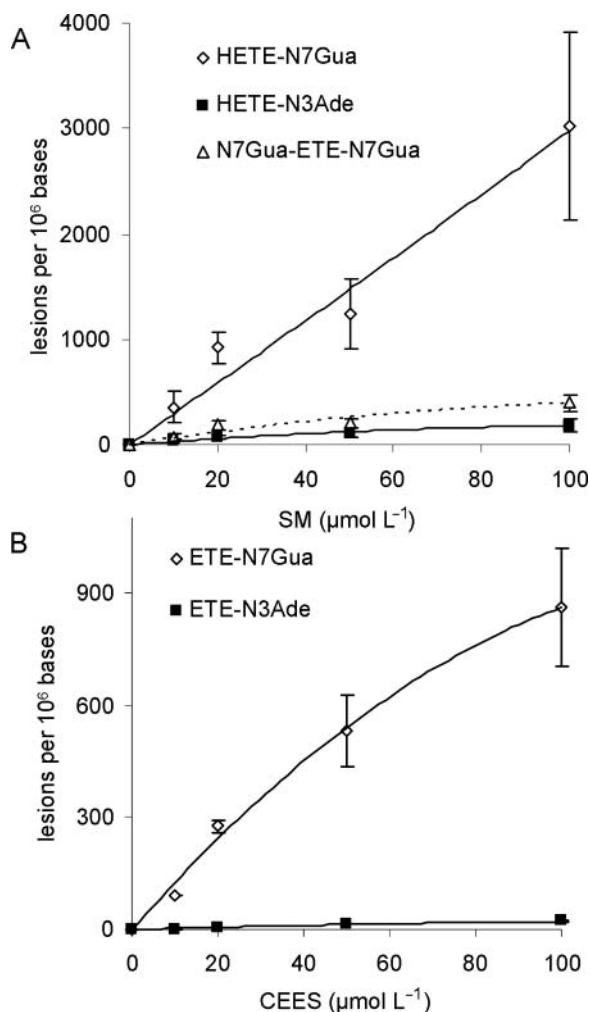 A
4000
3000
2000
1000
0
lesions per 10⁶ bases
◇ HETE-N7Gua
■ HETE-N3Ade
△ N7Gua-ETE-N7Gua
0 20 40 60 80 100
SM (µmol L⁻¹)
B
900
600
300
0
lesions per 10⁶ bases
◇ ETE-N7Gua
■ ETE-N3Ade
0 20 40 60 80 100
CEES (µmol L⁻¹)